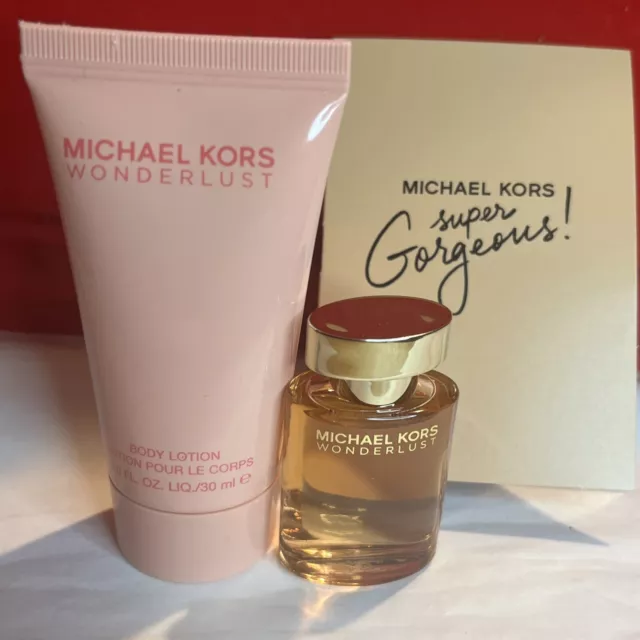 MICHAEL KORS
WONDERLUST
BODY LOTION
POUR LE CORPS
FL. OZ. LIQ./30 ml e
MICHAEL KORS
super
Gorgeous!
MICHAEL KORS
WONDERLUST